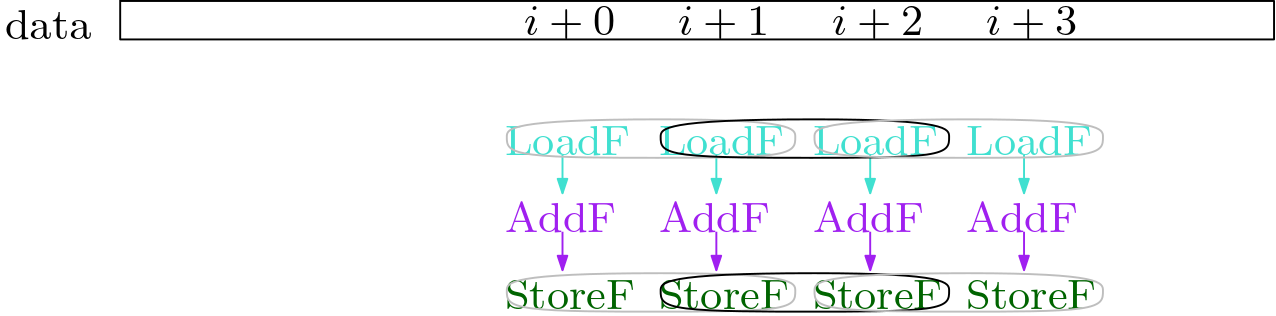 data i + 0 i + 1 i + 2 i + 3
LoadF LoadF LoadF LoadF
AddF AddF AddF AddF
StoreF StoreF StoreF StoreF